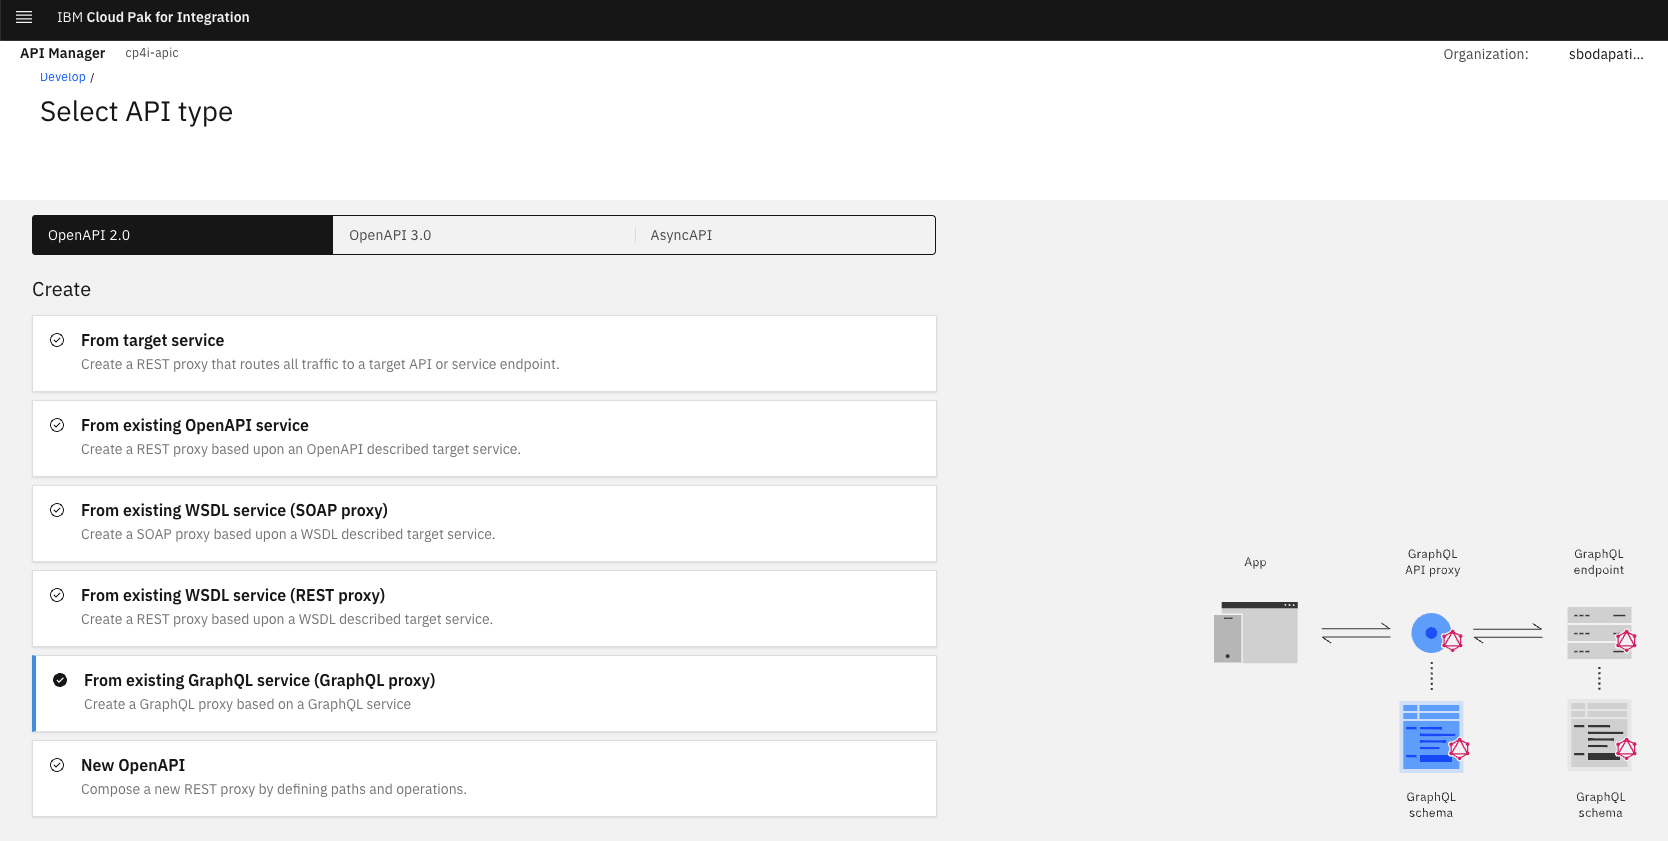 IBM Cloud Pak for Integration
API Manager cp4i-apic Organization: sbodapati...
Develop /
Select API type
OpenAPI 2.0 OpenAPI 3.0 AsyncAPI
Create
From target service
Create a REST proxy that routes all traffic to a target API or service endpoint.
From existing OpenAPI service
Create a REST proxy based upon an OpenAPI described target service.
From existing WSDL service (SOAP proxy)
Create a SOAP proxy based upon a WSDL described target service.
From existing WSDL service (REST proxy)
Create a REST proxy based upon a WSDL described target service.
From existing GraphQL service (GraphQL proxy)
Create a GraphQL proxy based on a GraphQL service
New OpenAPI
Compose a new REST proxy by defining paths and operations.
App
GraphQL
API proxy
GraphQL
endpoint
GraphQL
schema
GraphQL
schema